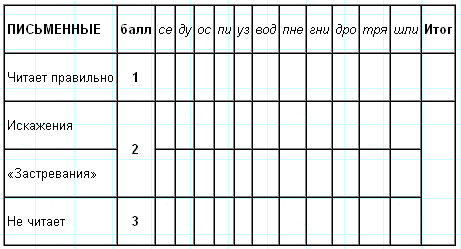 ПИСЬМЕННЫЕ балл се ду ос пи уз вод пне гни дро тря шли Итог
Читает правильно 1
Искажения
2
«Застревания»
Не читает 3